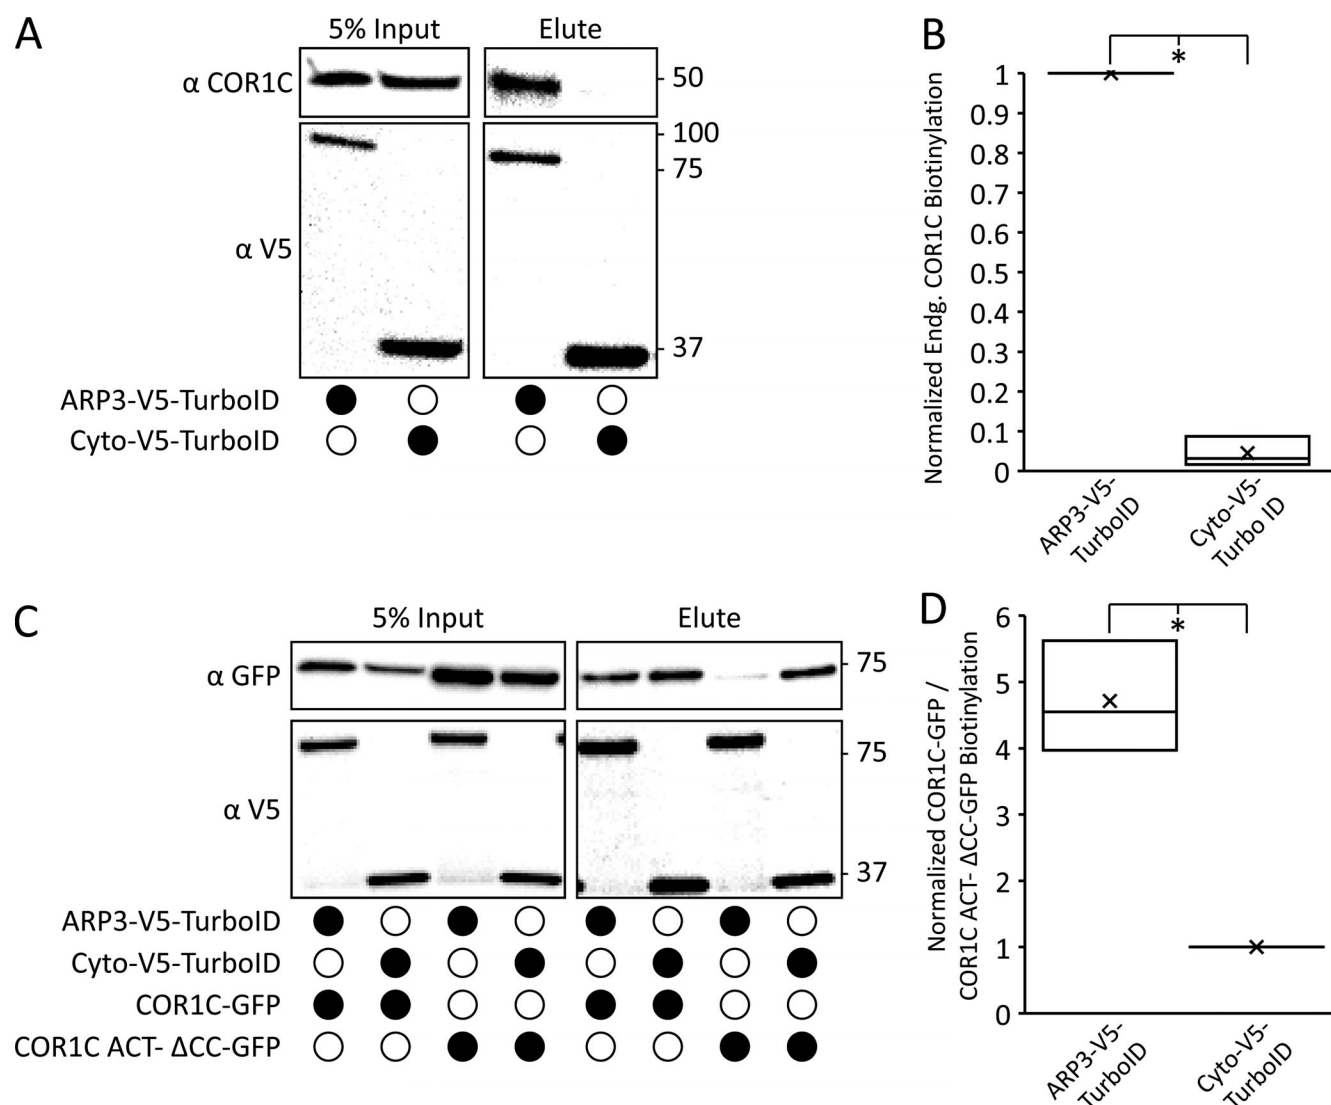 A
5% Input
Elute
α COR1C
50
α V5
100
75
37
ARP3-V5-TurboID
Cyto-V5-TurboID
B
*
Normalized Endg. COR1C Biotinylation
1
0.9
0.8
0.7
0.6
0.5
0.4
0.3
0.2
0.1
0
ARP3-V5-
TurboID
Cyto-V5-
Turbo ID
C
5% Input
Elute
α GFP
75
α V5
75
37
ARP3-V5-TurboID
Cyto-V5-TurboID
COR1C-GFP
COR1C ACT- ΔCC-GFP
D
*
Normalized COR1C-GFP /
COR1C ACT- ΔCC-GFP Biotinylation
6
5
4
3
2
1
0
ARP3-V5-
TurboID
Cyto-V5-
TurboID